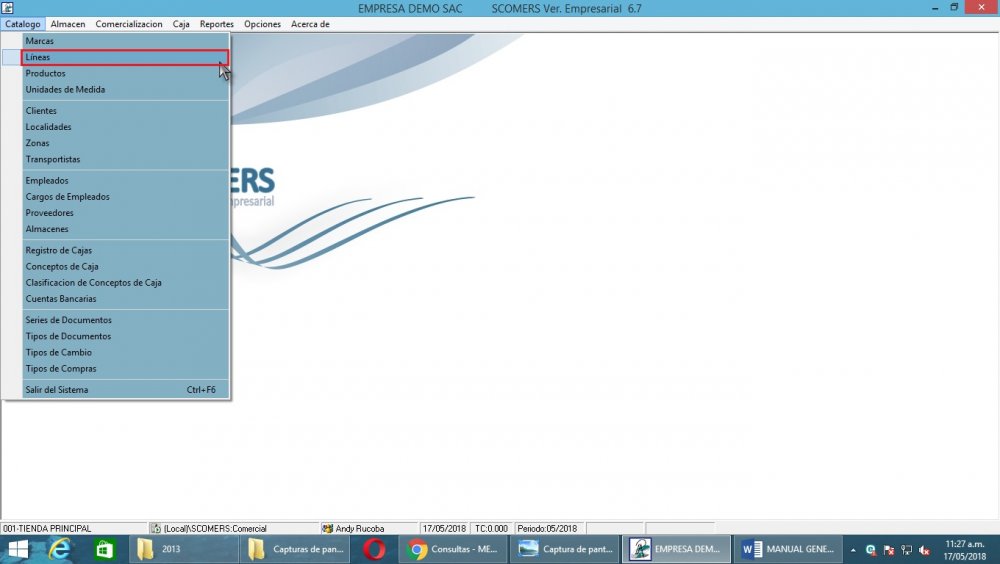 EMPRESA DEMO SAC SCOMERS Ver. Empresarial 6.7
Catalogo Almacen Comercializacion Caja Reportes Opciones Acerca de
Marcas
Líneas
Productos
Unidades de Medida
Clientes
Localidades
Zonas
Transportistas
Empleados
Cargos de Empleados
Proveedores
Almacenes
Registro de Cajas
Conceptos de Caja
Clasificacion de Conceptos de Caja
Cuentas Bancarias
Series de Documentos
Tipos de Documentos
Tipos de Cambio
Tipos de Compras
Salir del Sistema Ctrl+F6
ERS
presarial
001-TIENDA PRINCIPAL (Local)\SCOMERS:Comercial Andy Rucoba 17/05/2018 TC:0.000 Periodo:05/2018
2013 Capturas de pan... Consultas - ME... Captura de pant... EMPRESA DEM... MANUAL GENE...
11:27 a.m.
17/05/2018